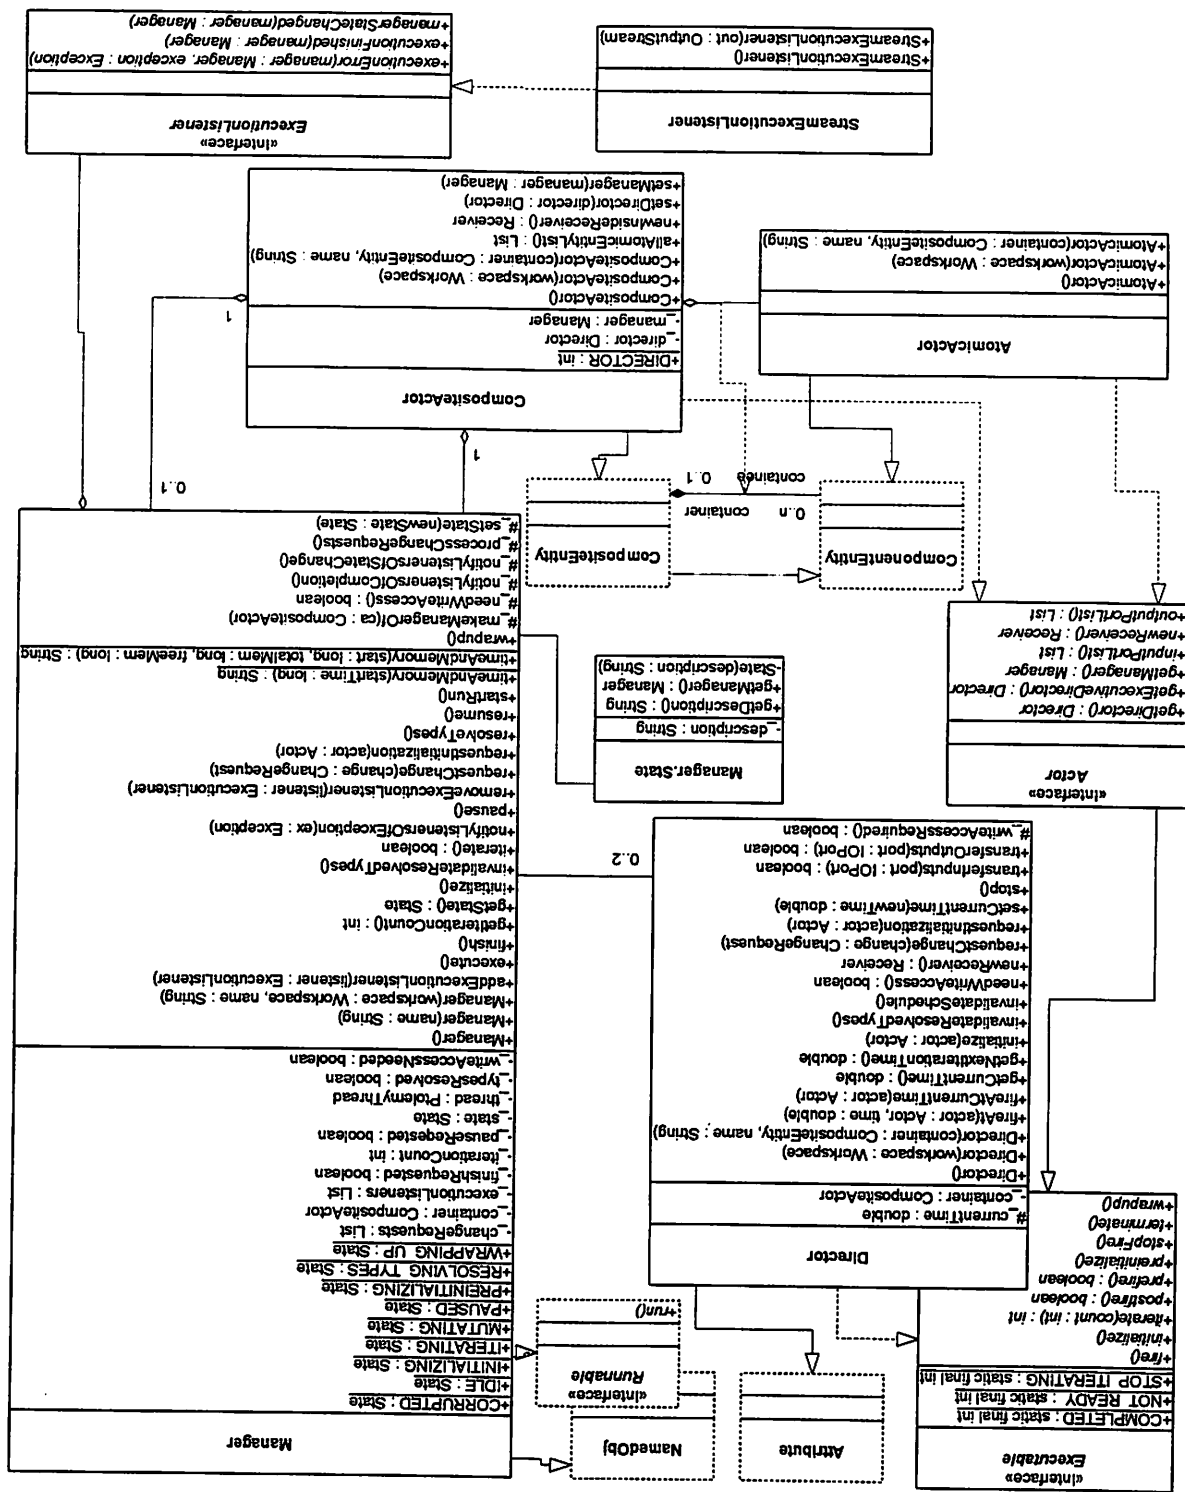 «Interface»
Executable
+COMPLETED : static final int
+NOT READY : static final int
+STOP ITERATING : static final int
+fire()
+initialize()
+iterate(count : int) : int
+postfire() : boolean
+prefire() : boolean
+preinitialize()
+stopFire()
+terminate()
+wrapup()
Attribute
NamedObj
«Interface»
Runnable
+run()
Manager
+CORRUPTED : State
+IDLE : State
+INITIALIZING : State
+ITERATING : State
+MUTATING : State
+PAUSED : State
+PREINITIALIZING : State
+RESOLVING TYPES : State
+WRAPPING UP : State
-_changeRequests : List
-_container : CompositeActor
-_executionListeners : List
-_finishRequested : boolean
-_iterationCount : int
-_pauseReqested : boolean
-_state : State
-_thread : PtolemyThread
-_typesResolved : boolean
-_writeAccessNeeded : boolean
+Manager()
+Manager(name : String)
+Manager(workspace : Workspace, name : String)
+addExecutionListener(listener : ExecutionListener)
+execute()
+finish()
+getIterationCount() : int
+getState() : State
+initialize()
+invalidateResolvedTypes()
+iterate() : boolean
+notifyListenersOfException(ex : Exception)
+pause()
+removeExecutionListener(listener : ExecutionListener)
+requestChange(change : ChangeRequest)
+requestInitialization(actor : Actor)
+resolveTypes()
+resume()
+startRun()
+timeAndMemory(startTime : long) : String
+timeAndMemory(start : long, totalMem : long, freeMem : long) : String
+wrapup()
#_makeManagerOf(ca : CompositeActor)
#_needWriteAccess() : boolean
#_notifyListenersOfCompletion()
#_notifyListenersOfStateChange()
#_processChangeRequests()
#_setState(newState : State)
Director
#_currentTime : double
-_container : CompositeActor
+Director()
+Director(workspace : Workspace)
+Director(container : CompositeEntity, name : String)
+fireAt(actor : Actor, time : double)
+fireAtCurrentTime(actor : Actor)
+getCurrentTime() : double
+getNextIterationTime() : double
+initialize(actor : Actor)
+invalidateResolvedTypes()
+invalidateSchedule()
+needWriteAccess() : boolean
+newReceiver() : Receiver
+requestChange(change : ChangeRequest)
+requestInitialization(actor : Actor)
+setCurrentTime(newTime : double)
+stop()
+transferInputs(port : IOPort) : boolean
+transferOutputs(port : IOPort) : boolean
#_writeAccessRequired() : boolean
0..2
«Interface»
Actor
+getDirector() : Director
+getExecutiveDirector() : Director
+getManager() : Manager
+inputPortList() : List
+newReceiver() : Receiver
+outputPortList() : List
Manager.State
-_description : String
+getDescription() : String
+getManager() : Manager
-State(description : String)
ComponentEntity
CompositeEntity
0..n
container
containee
0..1
1
0..1
1
AtomicActor
+AtomicActor()
+AtomicActor(workspace : Workspace)
+AtomicActor(container : CompositeEntity, name : String)
CompositeActor
+DIRECTOR : int
-_director : Director
-_manager : Manager
+CompositeActor()
+CompositeActor(workspace : Workspace)
+CompositeActor(container : CompositeEntity, name : String)
+allAtomicEntityList() : List
+newInsideReceiver() : Receiver
+setDirector(director : Director)
+setManager(manager : Manager)
StreamExecutionListener
+StreamExecutionListener()
+StreamExecutionListener(out : OutputStream)
«Interface»
ExecutionListener
+executionError(manager : Manager, exception : Exception)
+executionFinished(manager : Manager)
+managerStateChanged(manager : Manager)